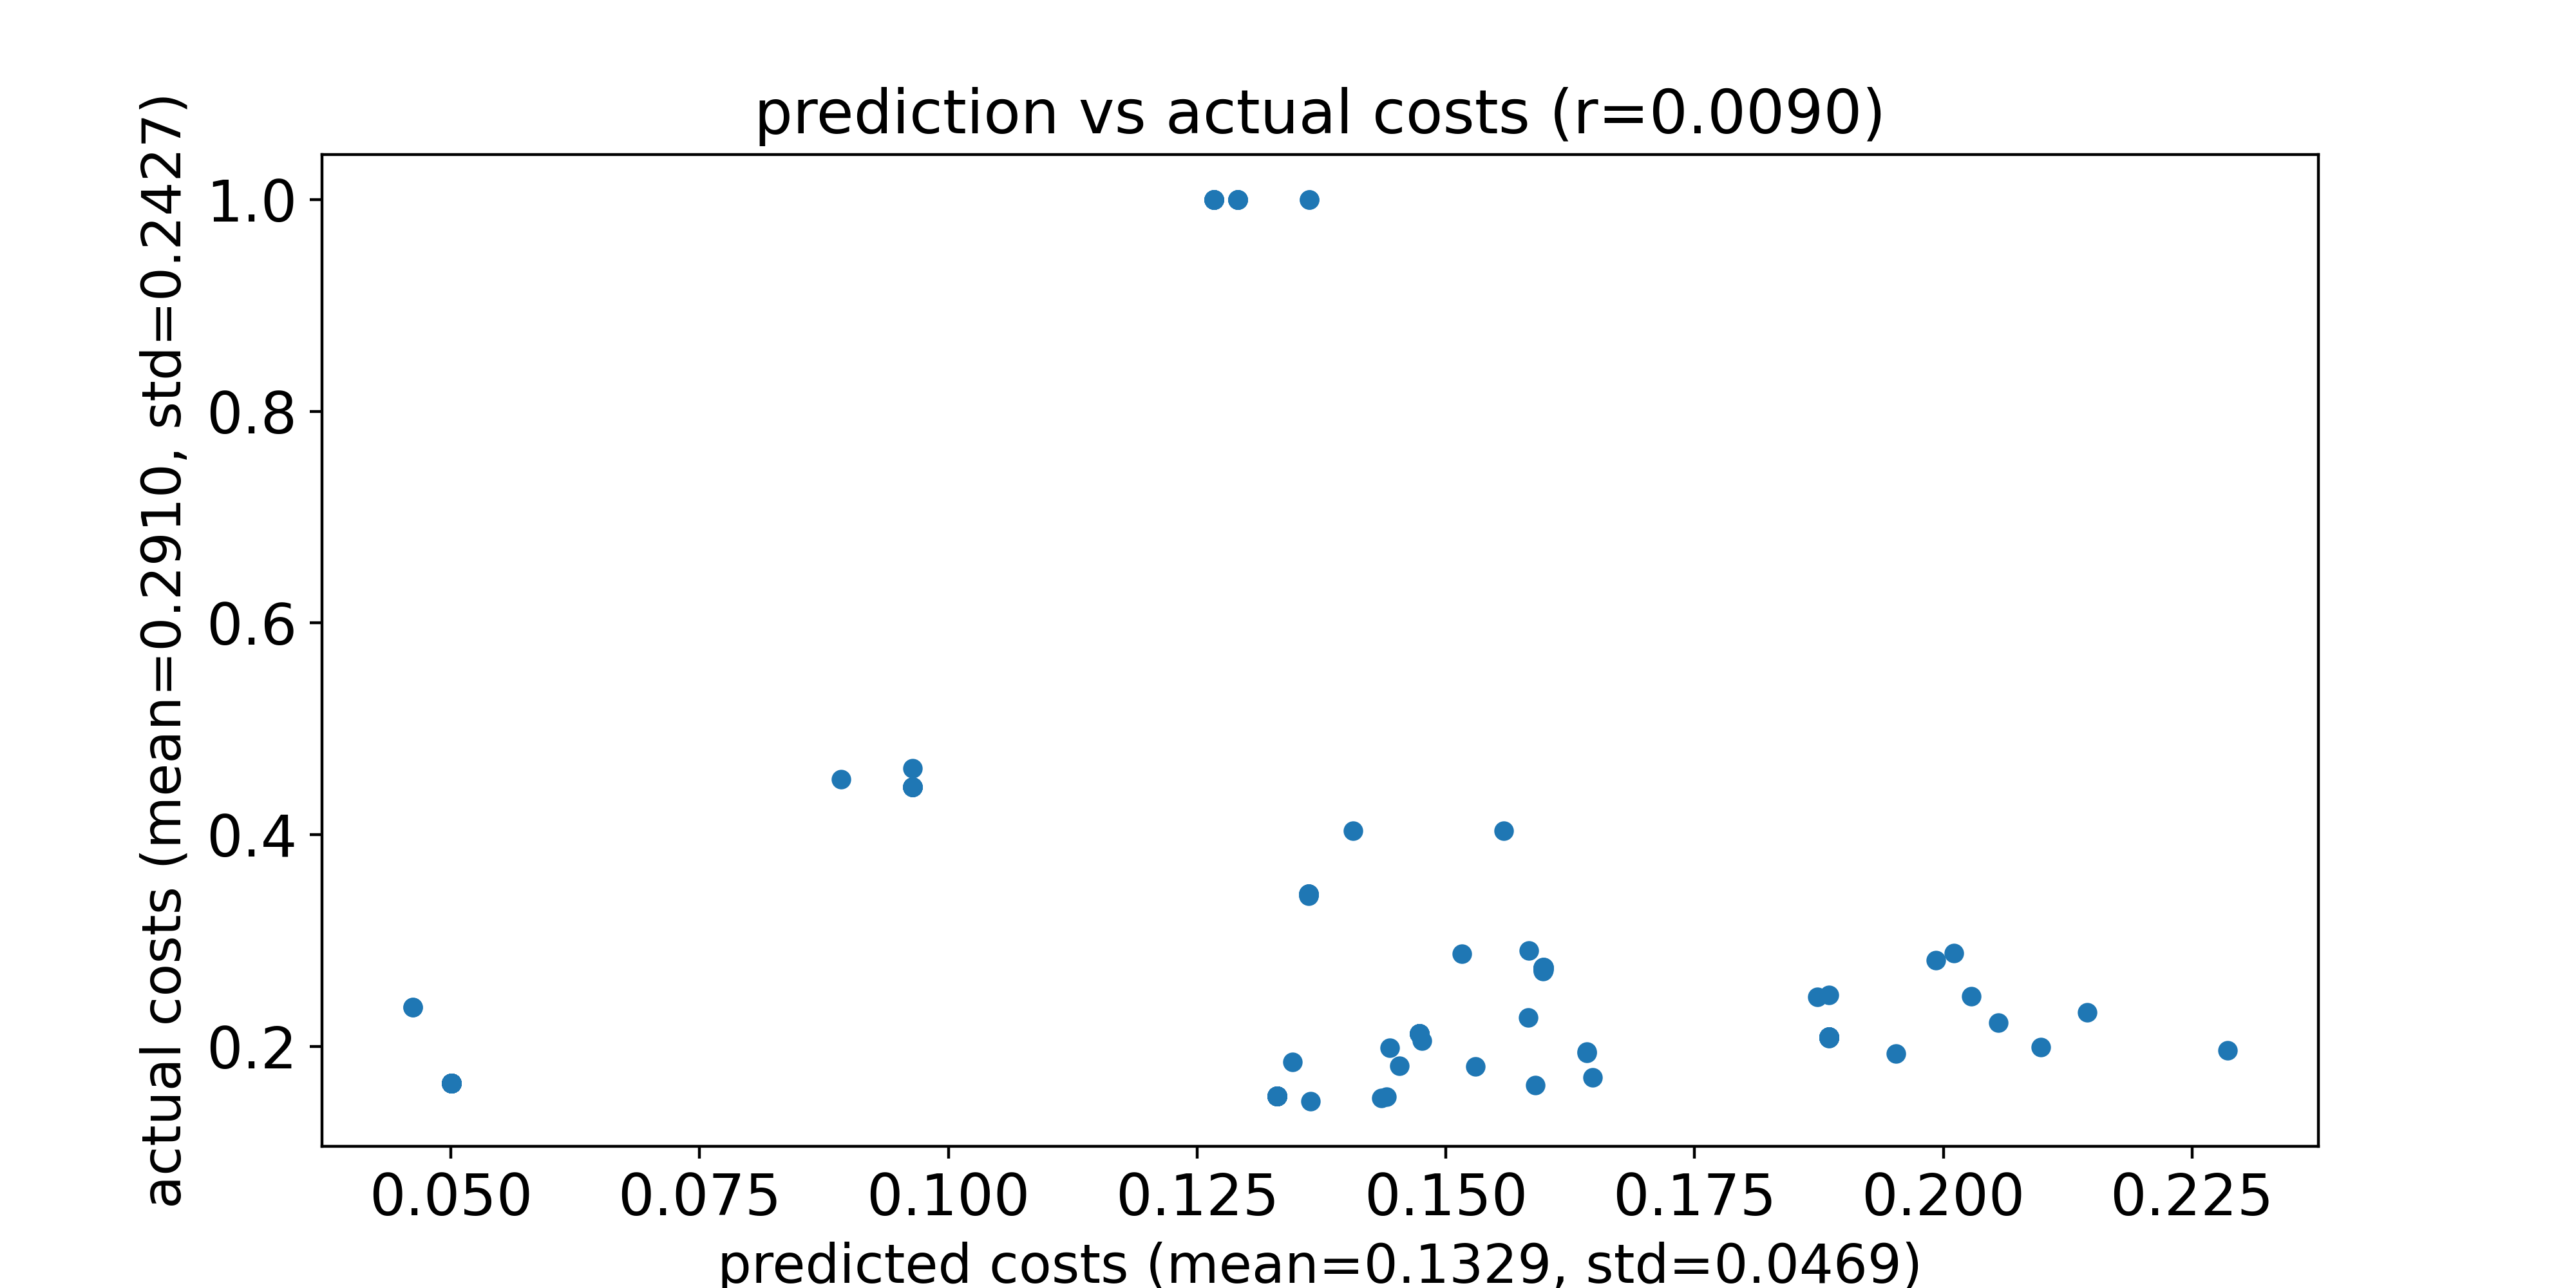 prediction vs actual costs (r=0.0090)
actual costs (mean=0.2910, std=0.2427)
1.0
0.8
0.6
0.4
0.2
0.050 0.075 0.100 0.125 0.150 0.175 0.200 0.225
predicted costs (mean=0.1329, std=0.0469)